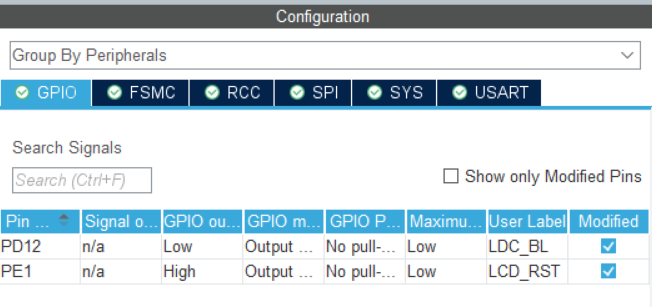 Configuration
Group By Peripherals
GPIO FSMC RCC SPI SYS USART
Search Signals
Search (Ctrl+F)
Show only Modified Pins
Pin ... Signal o... GPIO ou... GPIO m... GPIO P... Maximu... User Label Modified
PD12 n/a Low Output ... No pull-... Low LDC_BL
PE1 n/a High Output ... No pull-... Low LCD_RST